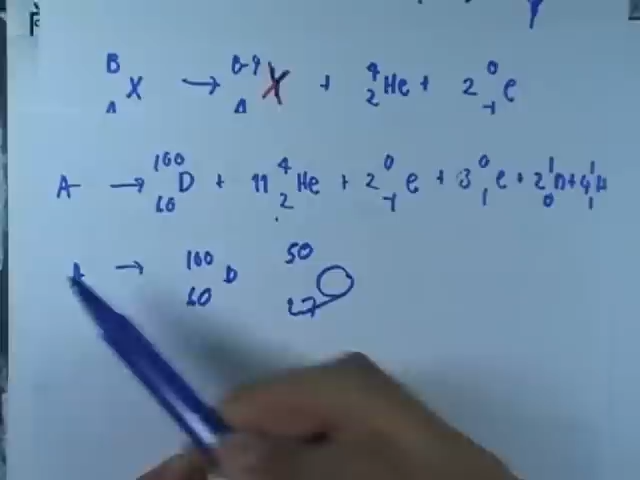 B/A X → B-4/A X + 4/2 He + 2 0/-1 e
A → 160/60 D + 11 4/2 He + 2 0/-1 e + 3 0/1 e + 2 1/0 n + 4 1/1 H
A → 160/60 D 50/27